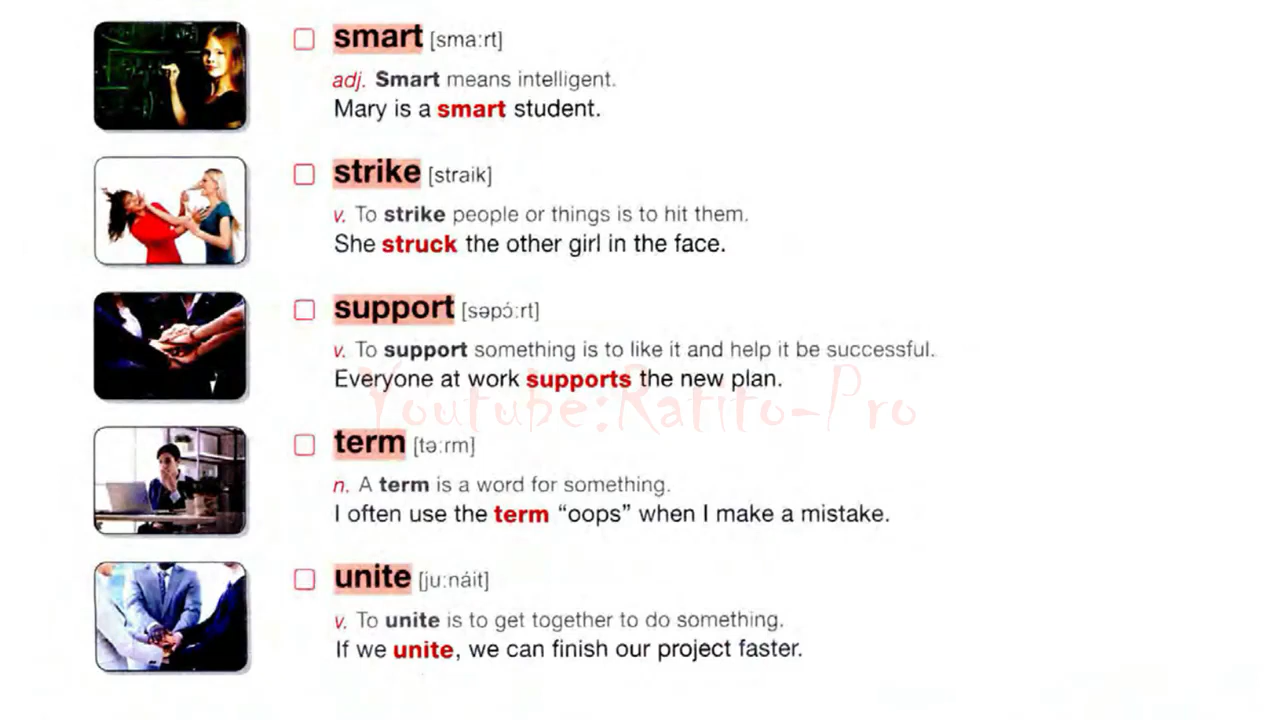 smart [sma:rt]
adj. Smart means intelligent.
Mary is a smart student.
strike [straik]
v. To strike people or things is to hit them.
She struck the other girl in the face.
support [səpɔ́:rt]
v. To support something is to like it and help it be successful.
Everyone at work supports the new plan.
Youtube:Ratito-Pro
term [tə:rm]
n. A term is a word for something.
I often use the term “oops” when I make a mistake.
unite [ju:náit]
v. To unite is to get together to do something.
If we unite, we can finish our project faster.